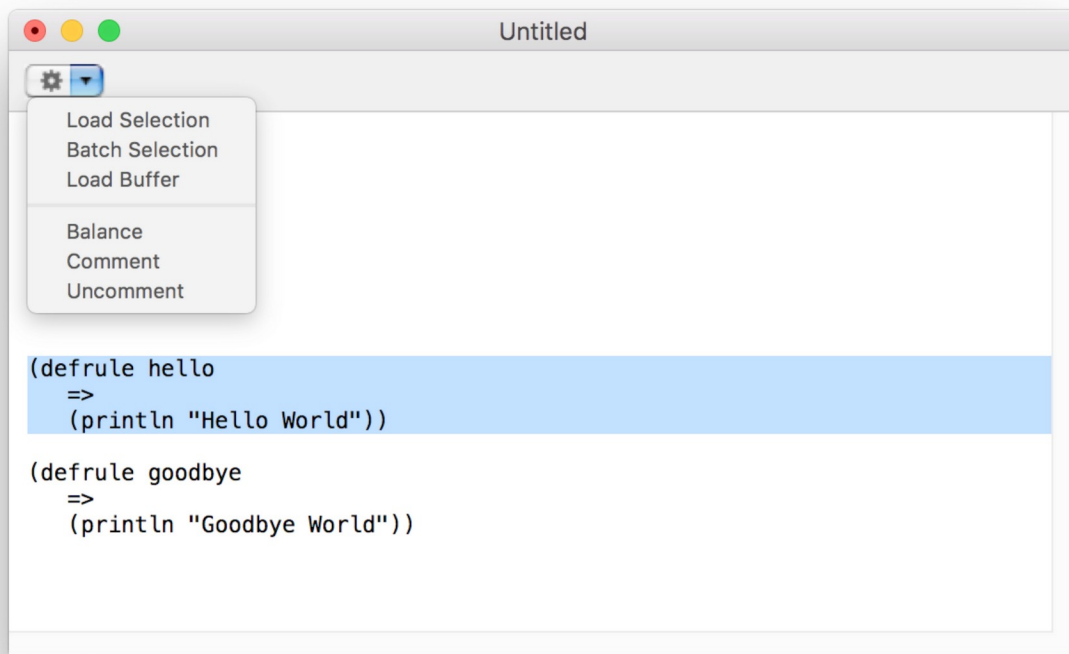 Untitled
Load Selection
Batch Selection
Load Buffer
Balance
Comment
Uncomment
(defrule hello
   =>
   (println "Hello World"))
(defrule goodbye
   =>
   (println "Goodbye World"))